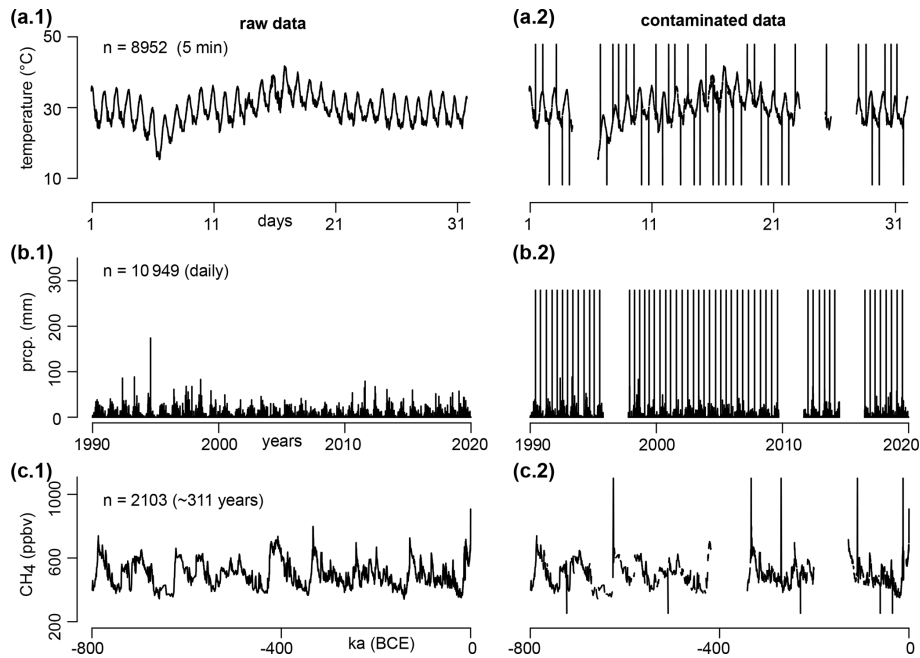 (a.1) raw data (a.2) contaminated data
50
n = 8952 (5 min)
30
10
temperature (°C)
1 11 21 31
days
1 11 21 31
(b.1) (b.2)
n = 10 949 (daily)
300
200
100
0
prcp. (mm)
1990 2000 2010 2020
years
1990 2000 2010 2020
(c.1) (c.2)
n = 2103 (~311 years)
1000
600
200
CH4 (ppbv)
-800 -400 0
ka (BCE)
-800 -400 0